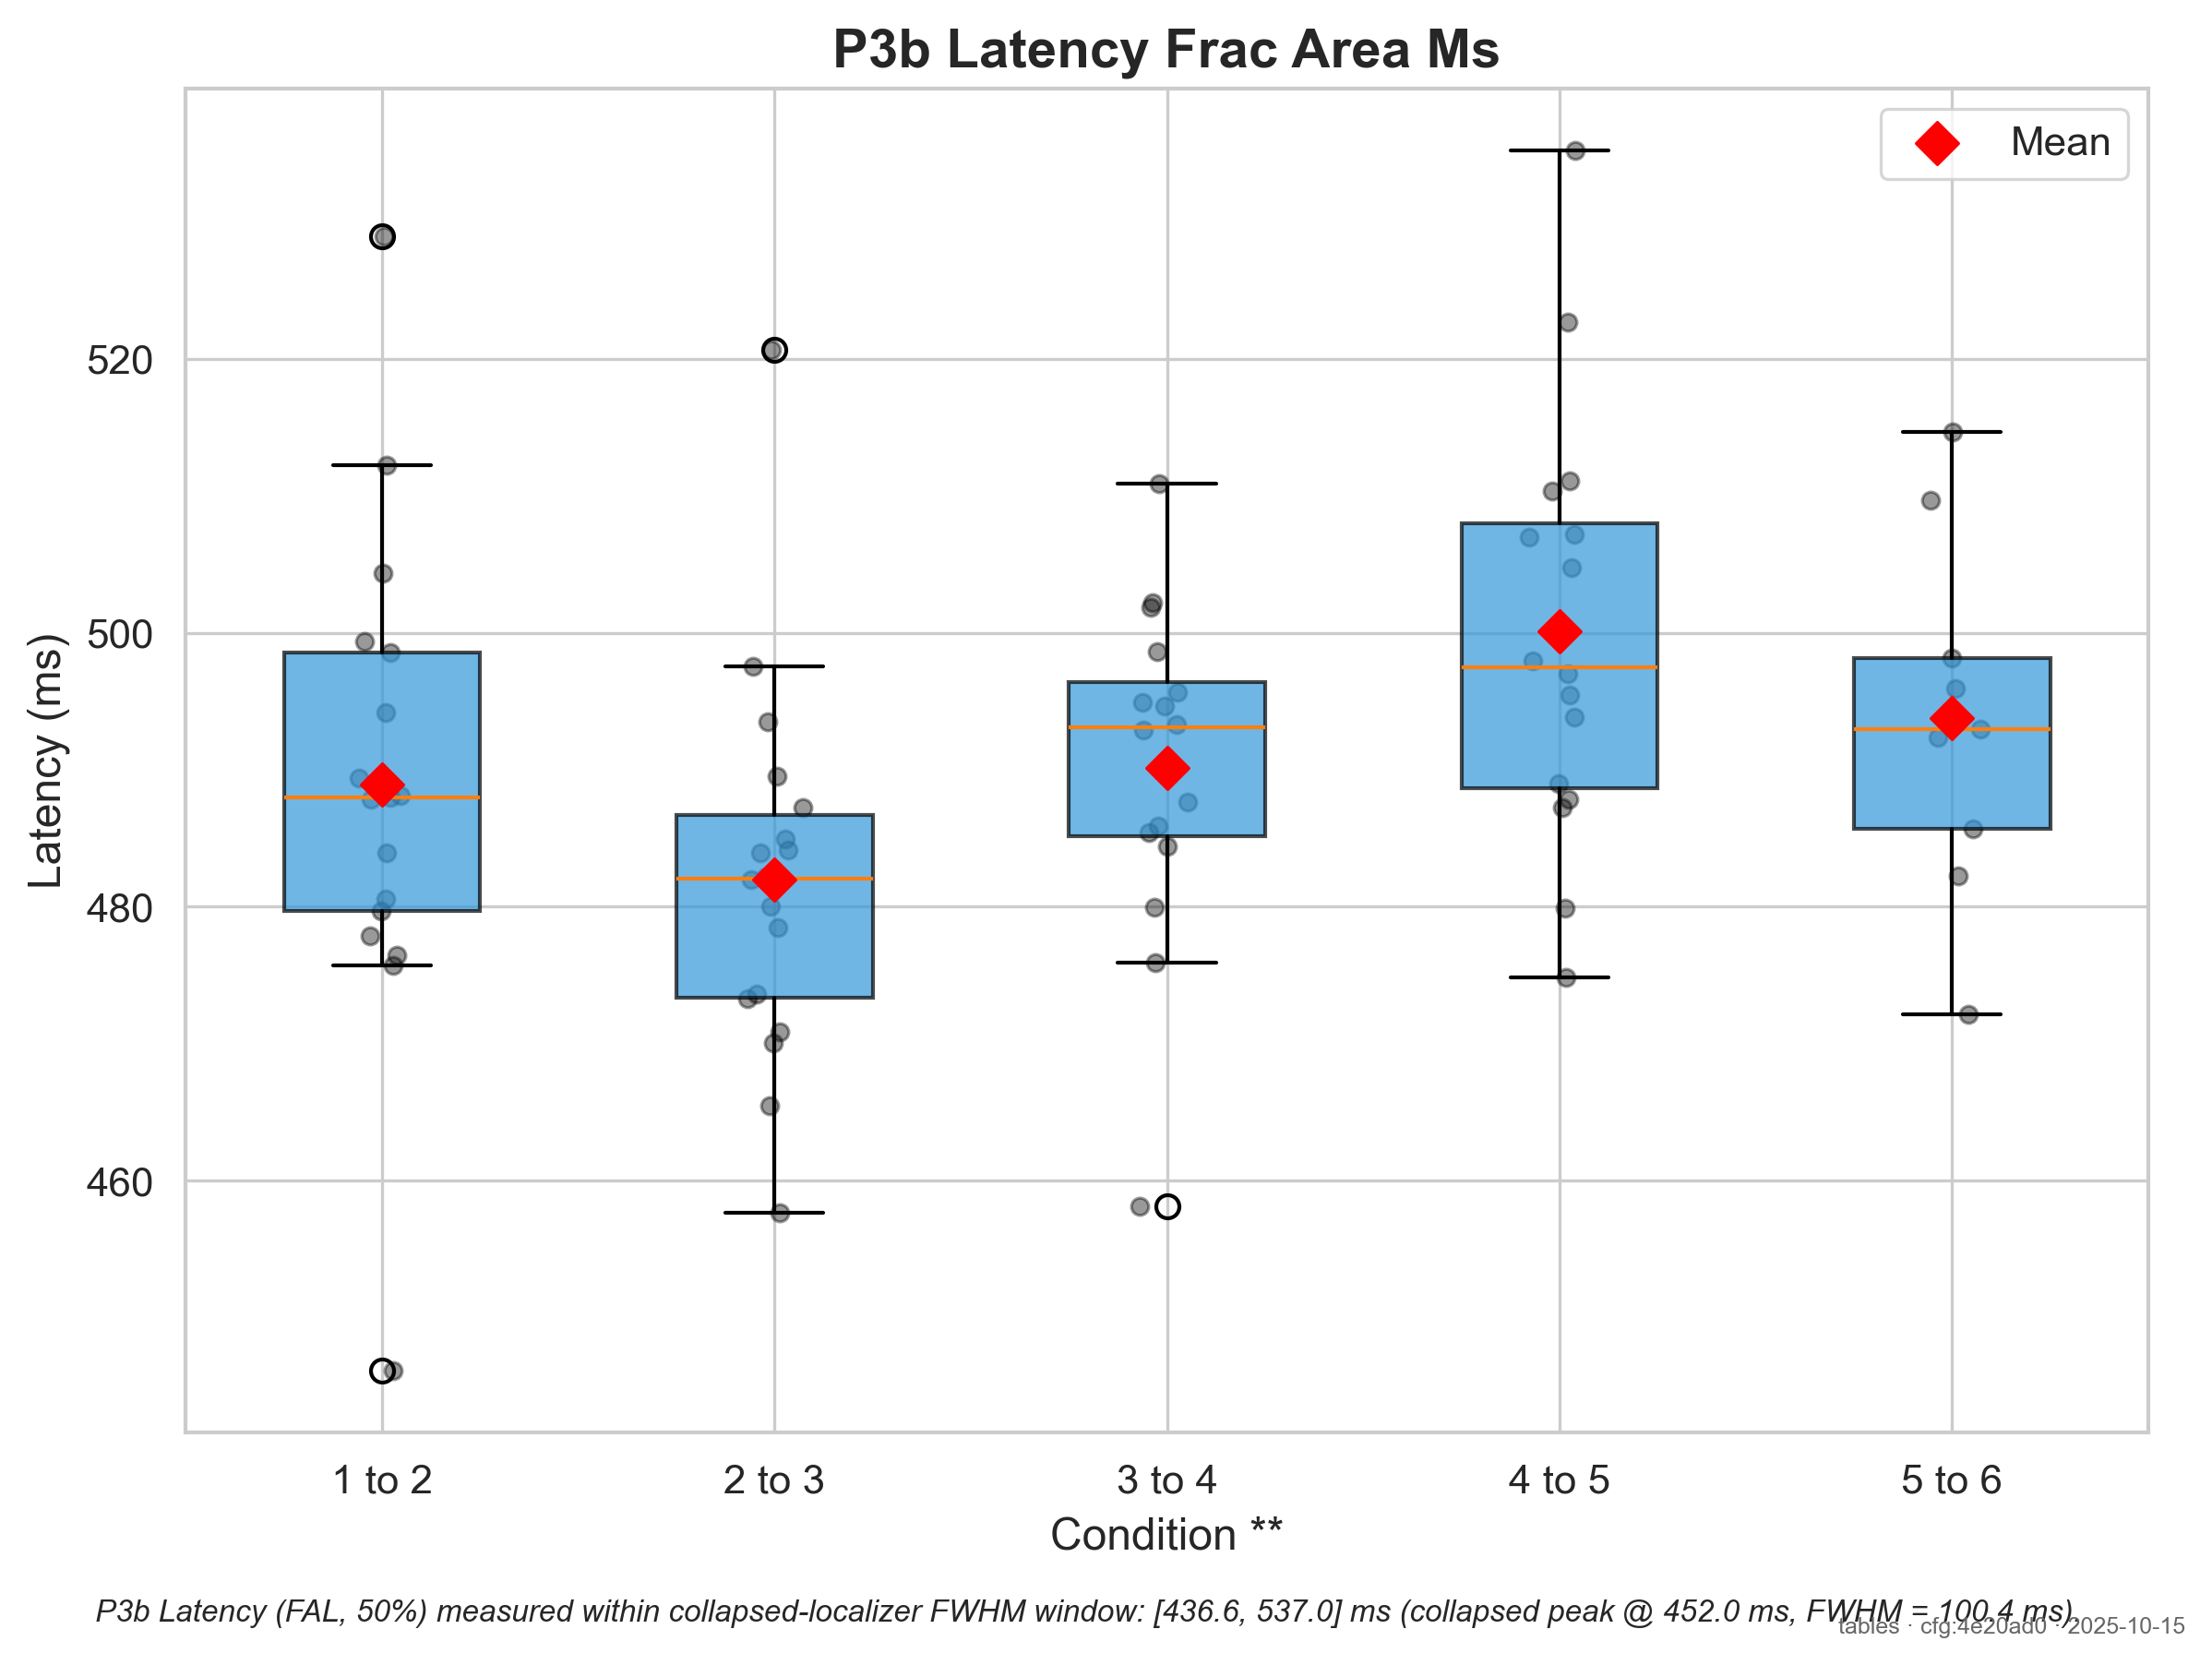 P3b Latency Frac Area Ms
Mean
Latency (ms)
520
500
480
460
1 to 2
2 to 3
3 to 4
4 to 5
5 to 6
Condition **
P3b Latency (FAL, 50%) measured within collapsed-localizer FWHM window: [436.6, 537.0] ms (collapsed peak @ 452.0 ms, FWHM = 100.4 ms).
tables · cfg:4e20ad0 · 2025-10-15